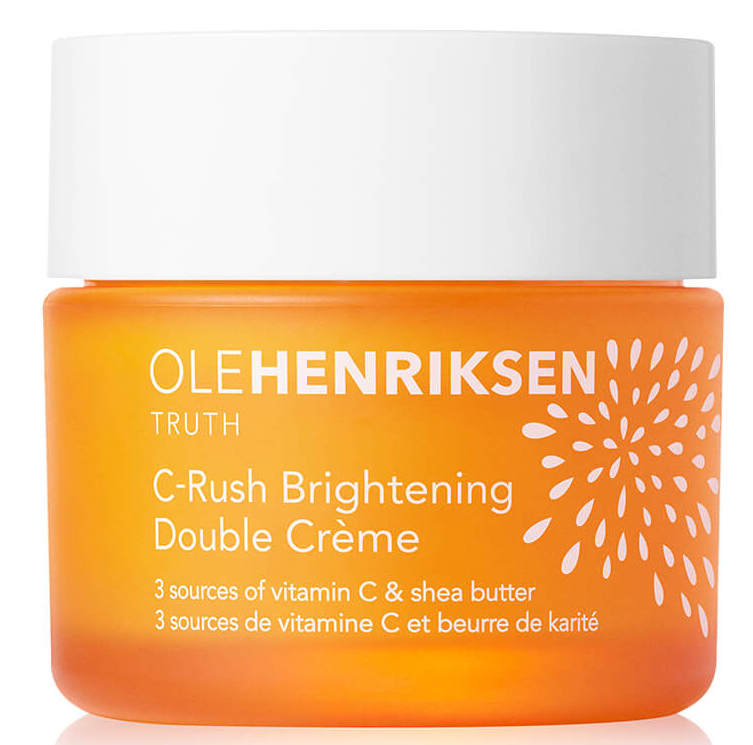 OLEHENRIKSEN
TRUTH
C-Rush Brightening
Double Crème
3 sources of vitamin C & shea butter
3 sources de vitamine C et beurre de karité